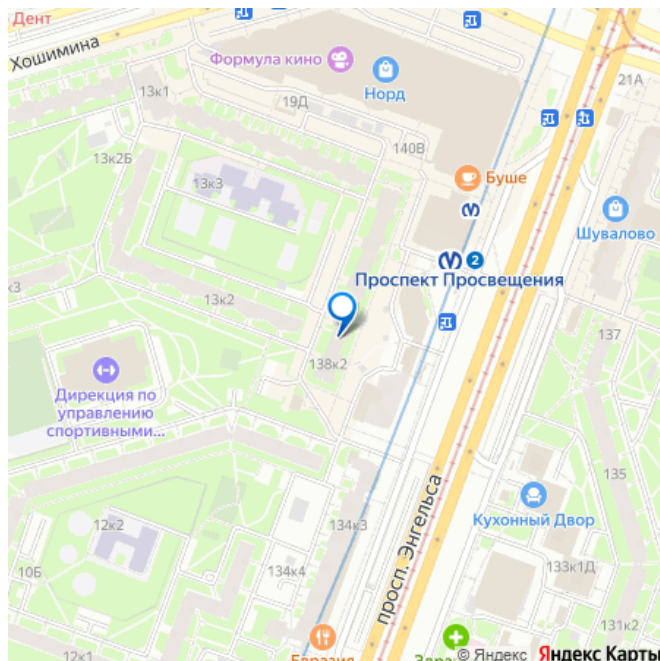 Дент
Хошимина
Формула кино
Норд
21А
13к1
19Д
140В
13к2Б
13к3
Буше
Шувалово
2
Проспект Просвещения
к3
13к2
137
138к2
Дирекция по
управлению
спортивными...
135
просп. Энгельса
Кухонный Двор
12к2
134к3
10Б
134к4
133к1Д
131к2
12к1
Евразия
© Яндекс
Яндекс Карты